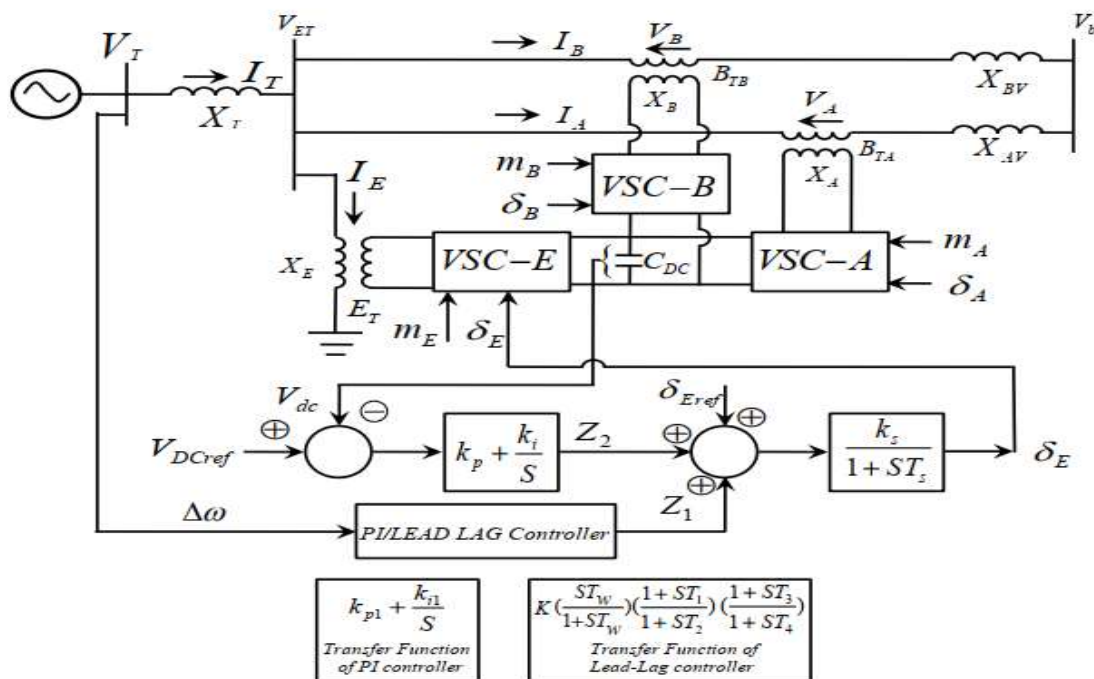 V_ET
V_b
V_T
I_T
X_T
I_B
V_B
B_TB
X_B
X_BV
I_A
V_A
B_TA
X_A
X_AV
I_E
m_B
δ_B
VSC-B
X_E
E_T
VSC-E
{ C_DC
VSC-A
m_A
δ_A
m_E
δ_E
V_dc
⊖
δ_Eref
⊕
V_DCref
⊕
k_p + k_i/S
Z_2
⊕
⊕
k_s/(1 + ST_s)
δ_E
Δω
PI/LEAD LAG Controller
Z_1
k_p1 + k_i1/S
Transfer Function
of PI controller
K(ST_W/(1+ST_W))((1 + ST_1)/(1 + ST_2))((1 + ST_3)/(1 + ST_4))
Transfer Function of
Lead-Lag controller